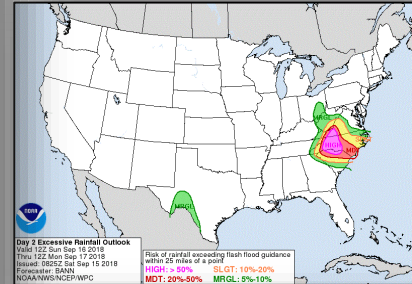 MRGL
HIGH
MDT
MRGL
NOAA
Day 2 Excessive Rainfall Outlook
Valid 12Z Sun Sep 16 2018
Thru 12Z Mon Sep 17 2018
Issued: 0825Z Sat Sep 15 2018
Forecaster: BANN
NOAA/NWS/NCEP/WPC
Risk of rainfall exceeding flash flood guidance
within 25 miles of a point
HIGH: > 50% SLGT: 10%-20%
MDT: 20%-50% MRGL: 5%-10%